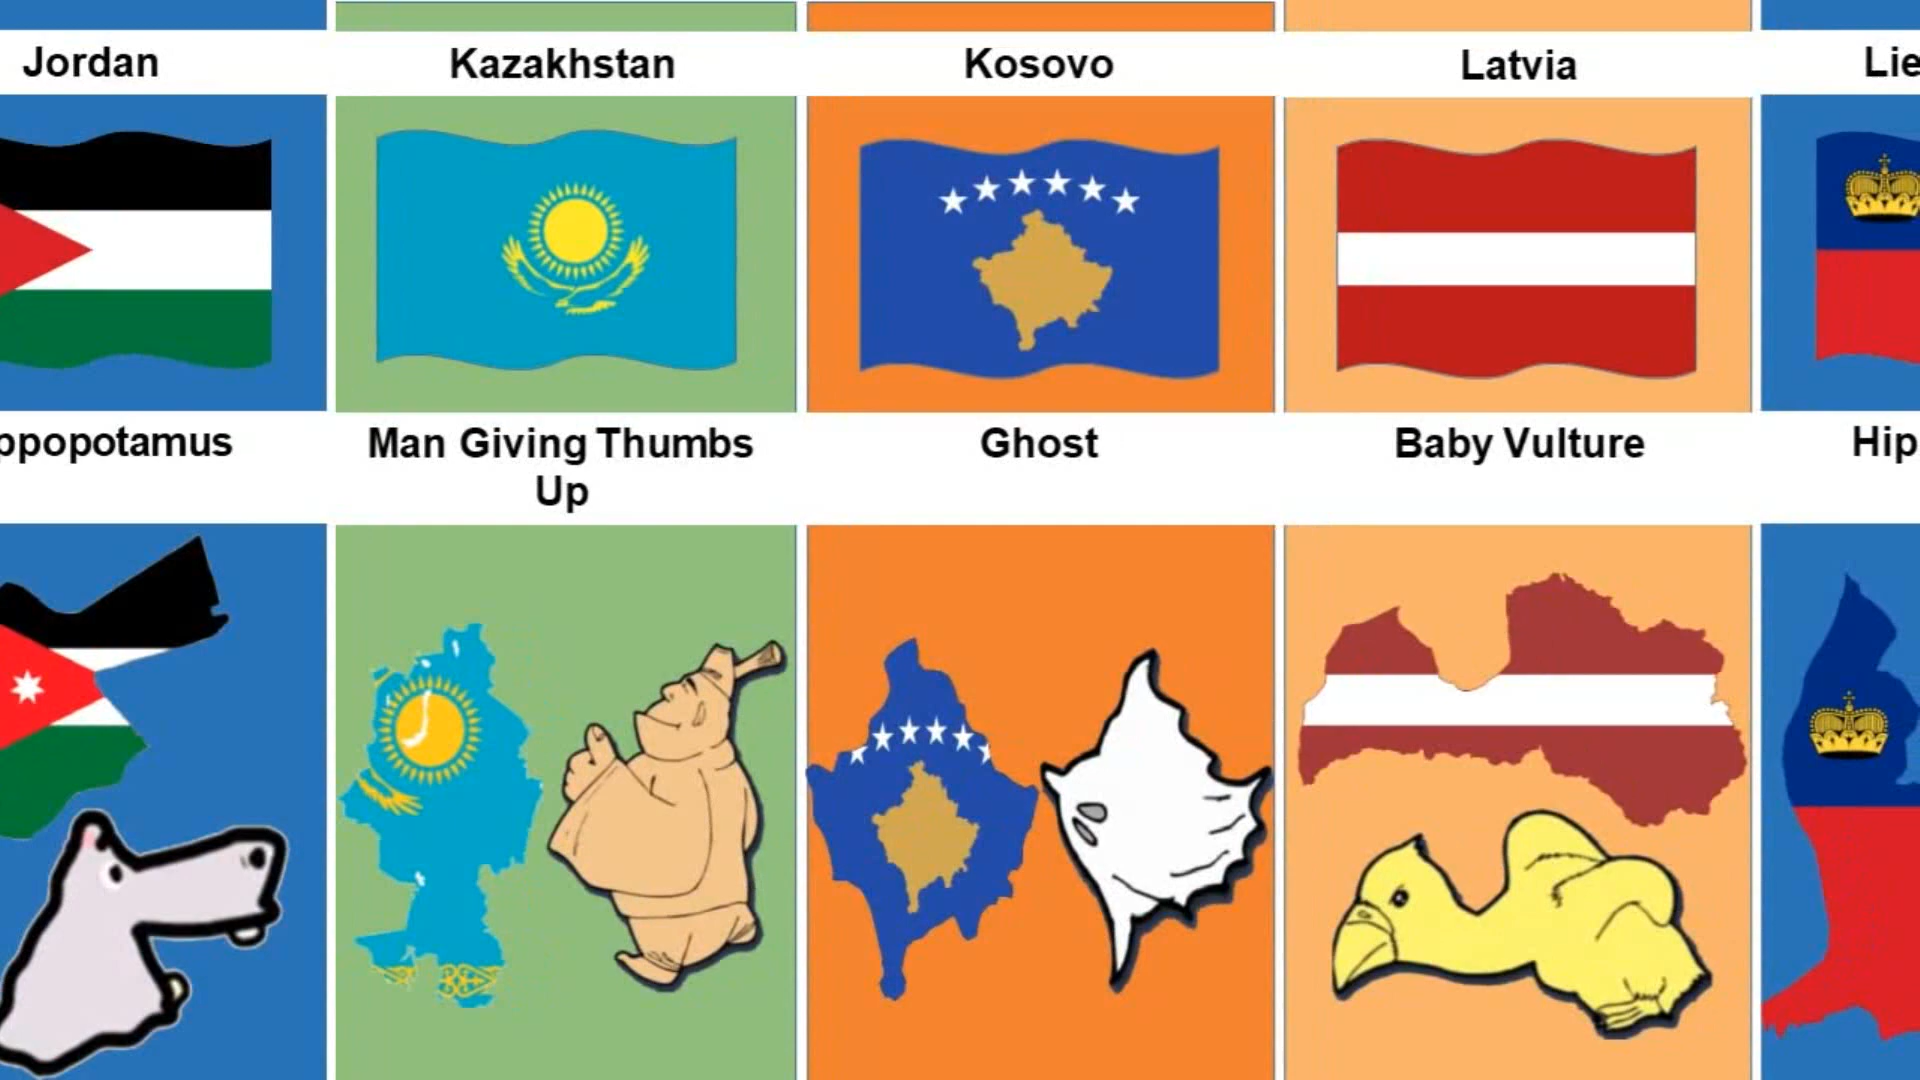 Jordan
Kazakhstan
Kosovo
Latvia
Lie
ppopotamus
Man Giving Thumbs
Up
Ghost
Baby Vulture
Hip